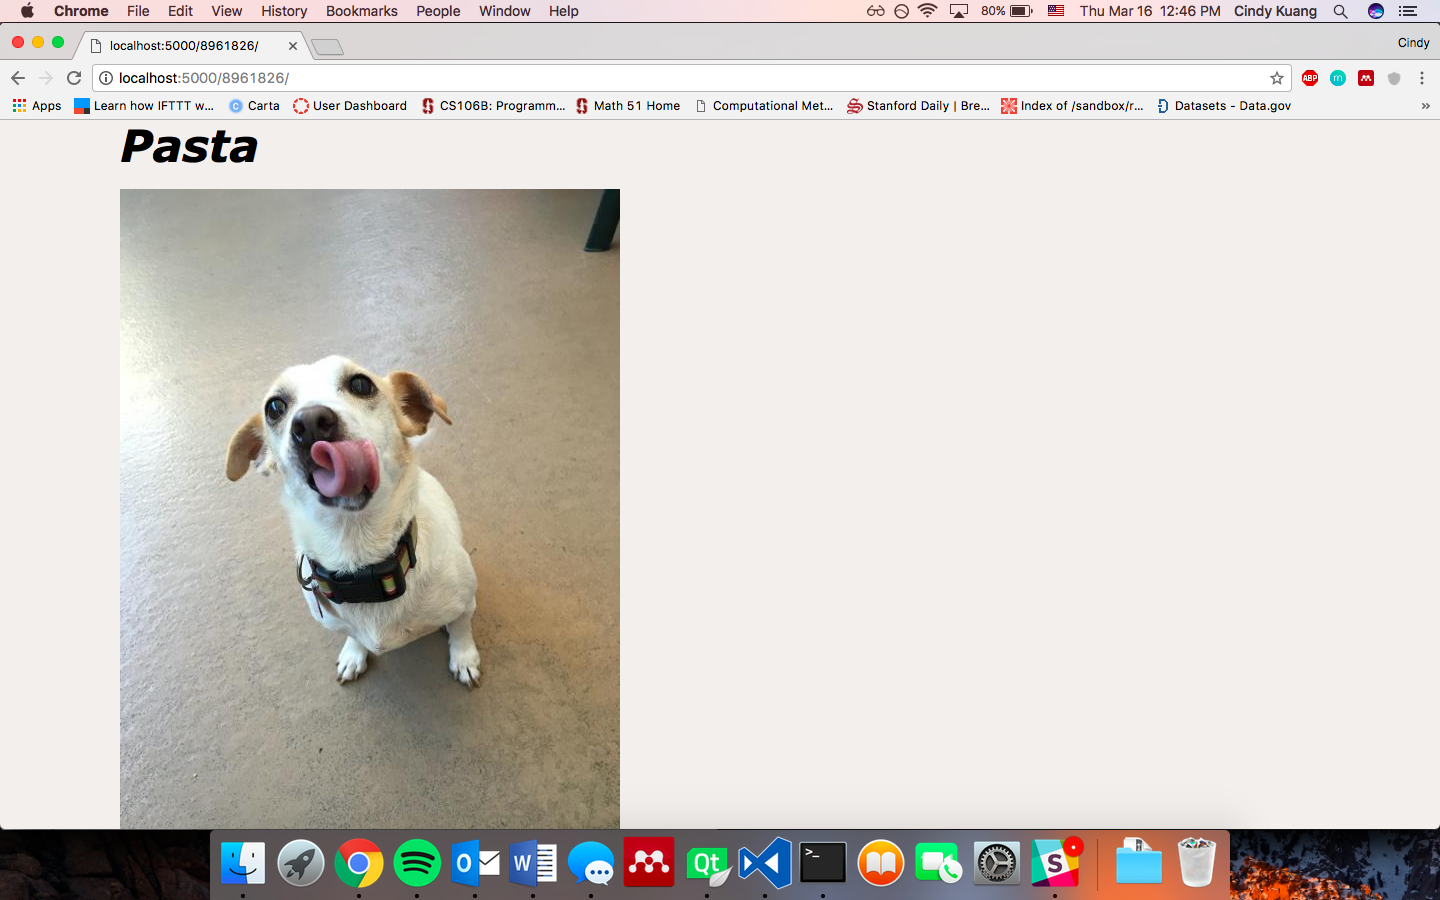 Chrome File Edit View History Bookmarks People Window Help 80% Thu Mar 16 12:46 PM Cindy Kuang
localhost:5000/8961826/ Cindy
localhost:5000/8961826/ ABP m
Apps Learn how IFTTT w... C Carta User Dashboard CS106B: Programm... Math 51 Home Computational Met... Stanford Daily | Bre... Index of /sandbox/r... Datasets - Data.gov »
Pasta
O W Qt >_ S